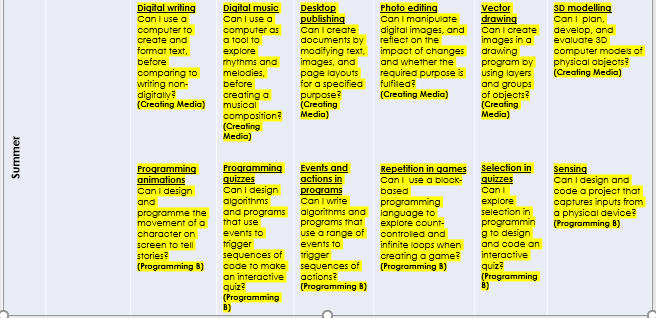 Summer
Digital writing
Can I use a
computer to
create and
format text,
before
comparing to
writing non-
digitally?
(Creating Media)
Digital music
Can I use a
computer as
a tool to
explore
rhythms and
melodies,
before
creating a
musical
composition?
(Creating
Media)
Desktop
publishing
Can I create
documents by
modifying text,
images, and
page layouts
for a specified
purpose?
(Creating
Media)
Photo editing
Can I manipulate
digital images, and
reflect on the
impact of changes
and whether the
required purpose is
fulfilled?
(Creating Media)
Vector
drawing
Can I create
images in a
drawing
program by
using layers
and groups
of objects?
(Creating
Media)
3D modelling
Can I plan,
develop, and
evaluate 3D
computer models of
physical objects?
(Creating Media)
Programming
animations
Can I design
and
programme the
movement of a
character on
screen to tell
stories?
(Programming B)
Programming
quizzes
Can I design
algorithms
and programs
that use
events to
trigger
sequences of
code to make
an interactive
quiz?
(Programming
B)
Events and
actions in
programs
Can I write
algorithms and
programs that
use a range of
events to
trigger
sequences of
actions?
(Programming B)
Repetition in games
Can I use a block-
based
programming
language to
explore count-
controlled and
infinite loops when
creating a game?
(Programming B)
Selection in
quizzes
Can I
explore
selection in
programmin
g to design
and code an
interactive
quiz?
(Programming
B)
Sensing
Can I design and
code a project that
captures inputs from
a physical device?
(Programming B)